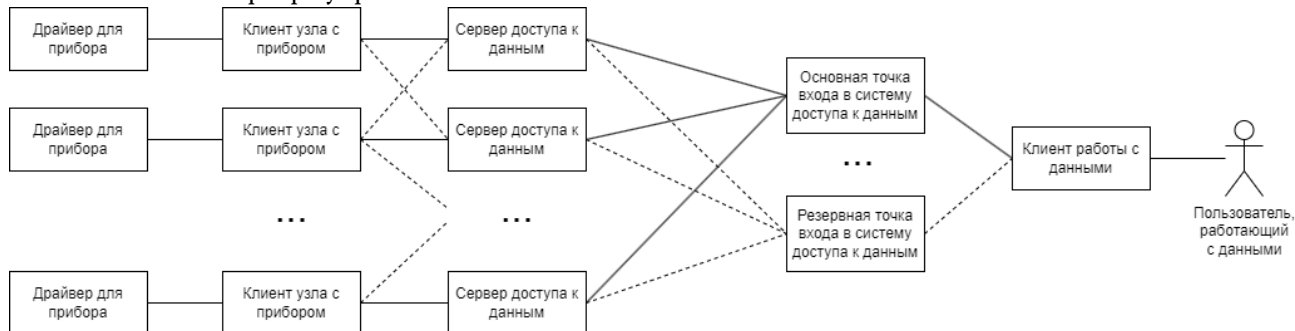 Драйвер для
прибора
Клиент узла с
прибором
Сервер доступа к
данным
Основная точка
входа в систему
доступа к данным
Драйвер для
прибора
Клиент узла с
прибором
Сервер доступа к
данным
...
Клиент работы с
данными
Пользователь,
работающий
с данными
...
...
Резервная точка
входа в систему
доступа к данным
Драйвер для
прибора
Клиент узла с
прибором
Сервер доступа к
данным